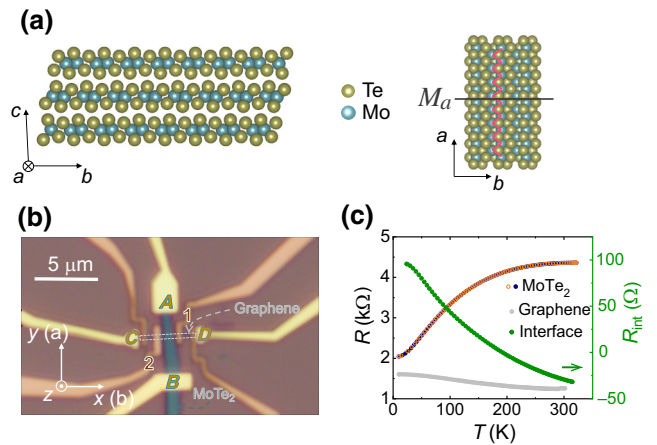 (a)
c
a
b
Te
Mo
Mₐ
a
b
(b)
5 μm
A
1
Graphene
C
D
2
y (a)
B
MoTe₂
z
x (b)
(c)
5
4
3
2
1
R (kΩ)
MoTe₂
Graphene
Interface
100
50
0
−50
R_int (Ω)
0
100
200
300
T (K)